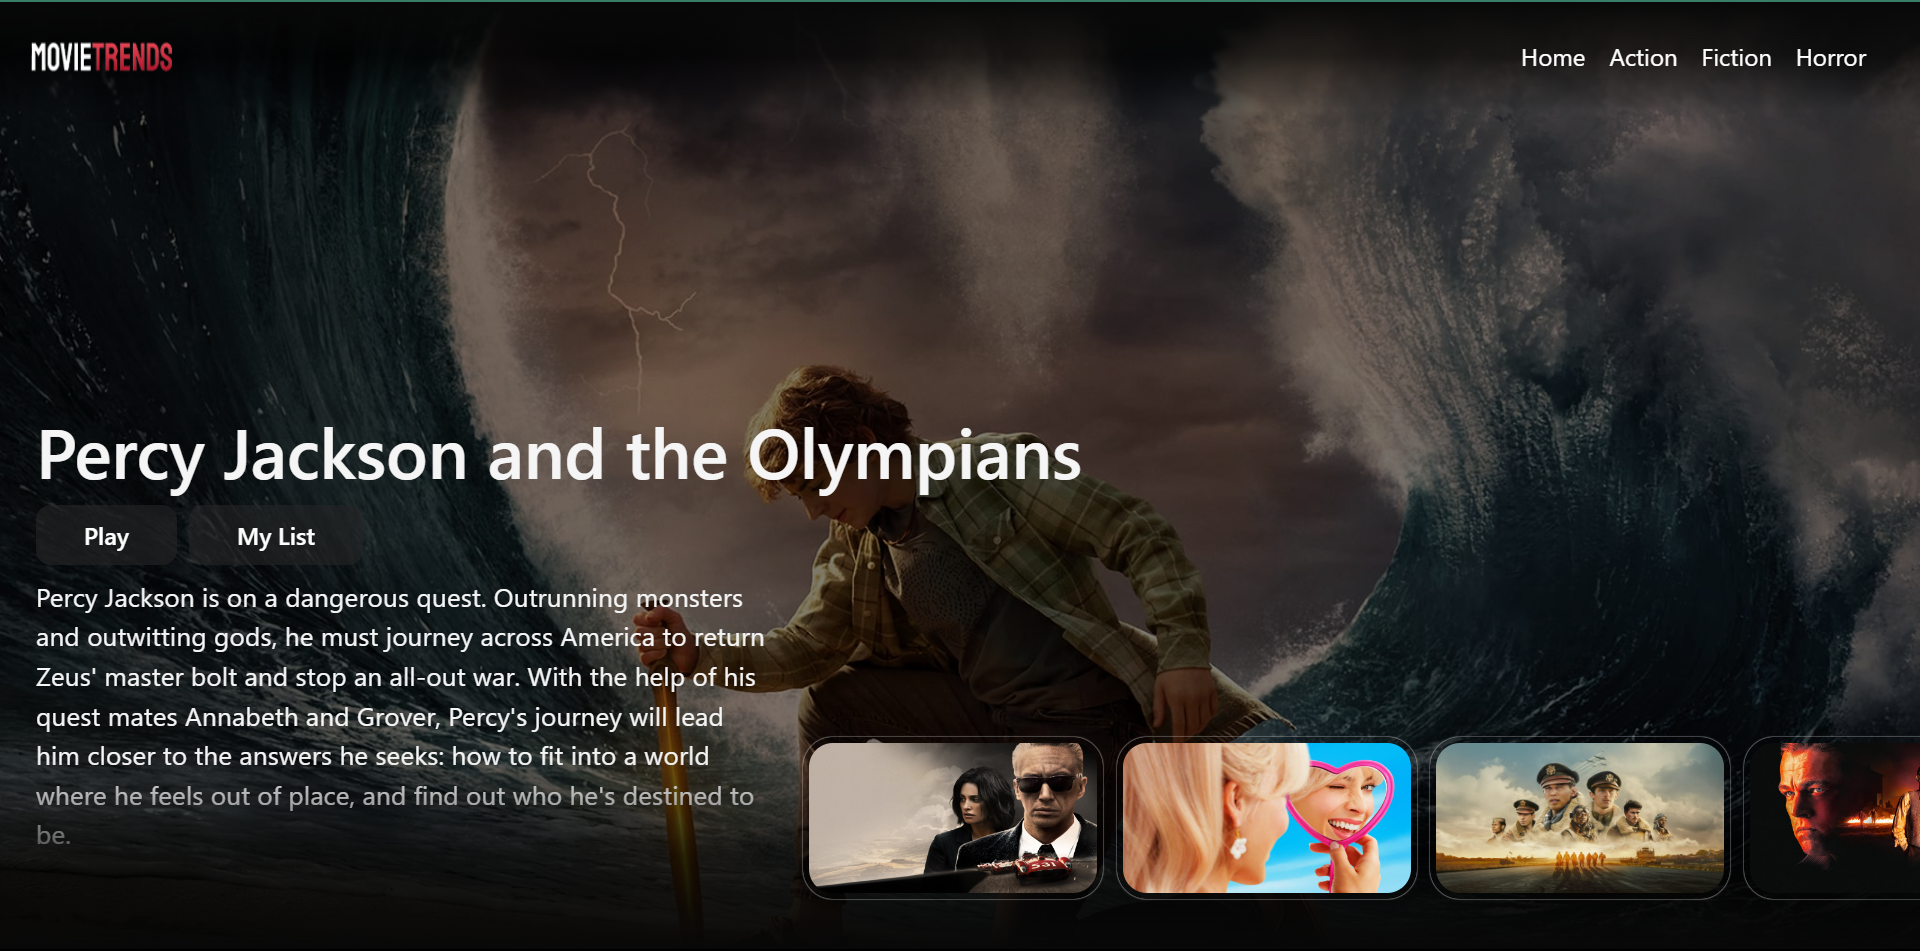 MOVIETRENDS
Home Action Fiction Horror
Percy Jackson and the Olympians
Play My List
Percy Jackson is on a dangerous quest. Outrunning monsters
and outwitting gods, he must journey across America to return
Zeus' master bolt and stop an all-out war. With the help of his
quest mates Annabeth and Grover, Percy's journey will lead
him closer to the answers he seeks: how to fit into a world
where he feels out of place, and find out who he's destined to
be.